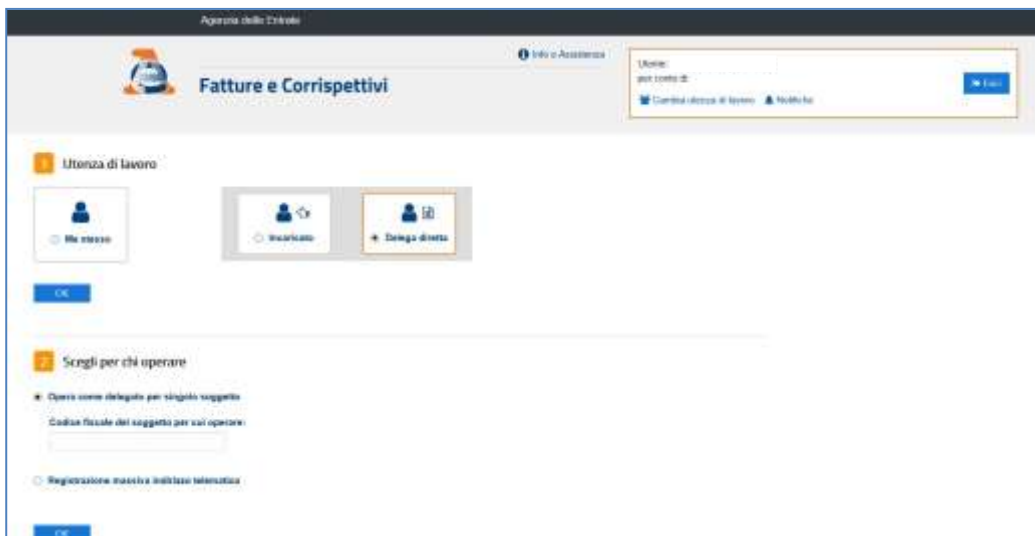 Agenzia delle Entrate
Info e Assistenza
Fatture e Corrispettivi
Utente:
per conto di:
Cambia utenza di lavoro Notifiche
Esci
1 Utenza di lavoro
Me stesso
Incaricato
Delega diretta
OK
2 Scegli per chi operare
Opera come delegato per singolo soggetto
Codice fiscale del soggetto per cui operare:
Registrazione massiva indirizzo telematico
OK